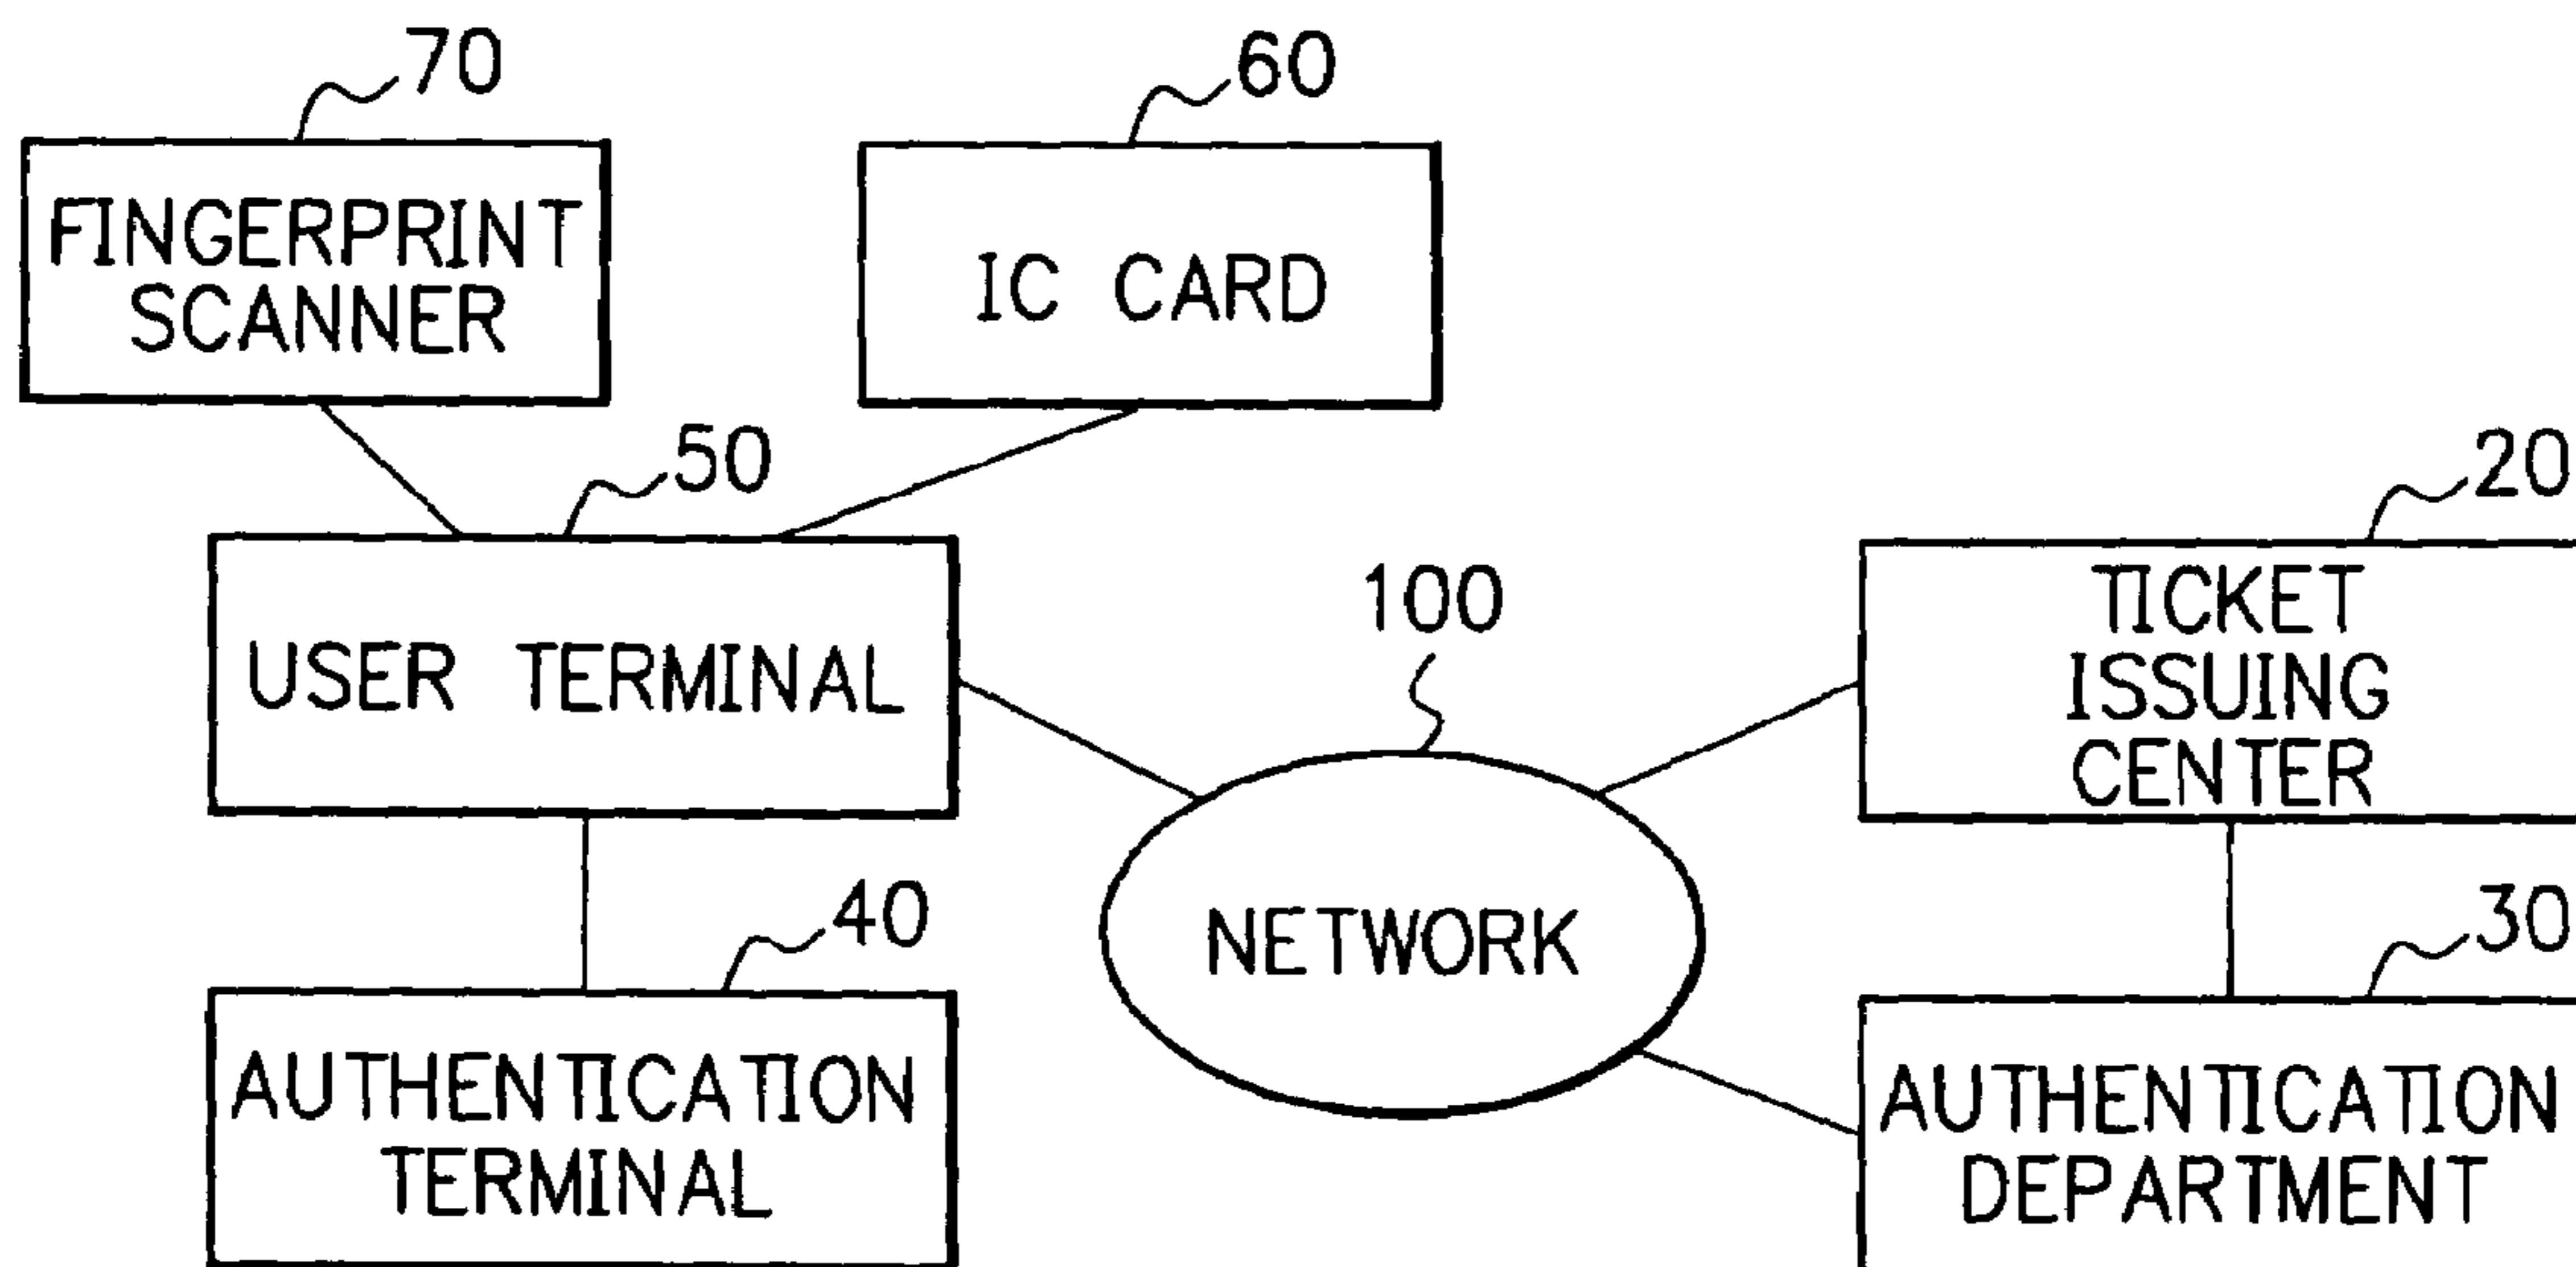 70
60
FINGERPRINT
SCANNER
IC CARD
50
20
USER TERMINAL
100
TICKET
ISSUING
CENTER
40
NETWORK
30
AUTHENTICATION
TERMINAL
AUTHENTICATION
DEPARTMENT